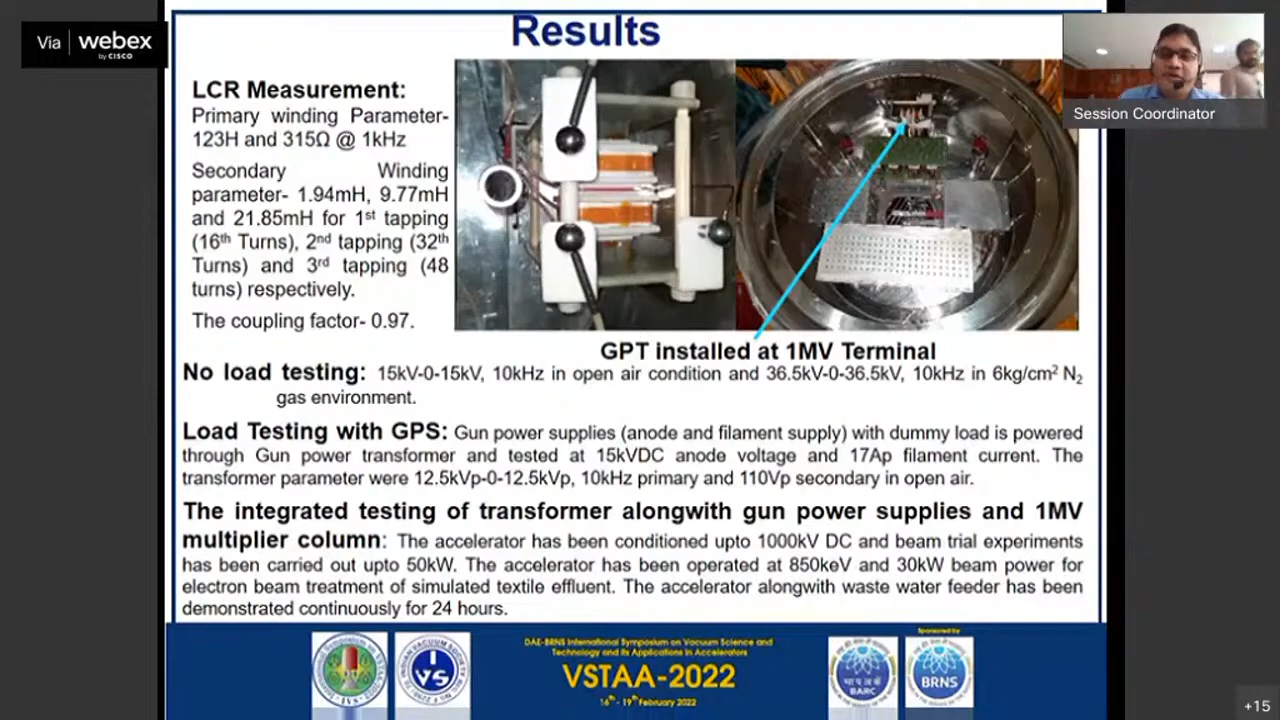 Via webex
by CISCO
Results
Session Coordinator
LCR Measurement:
Primary winding Parameter-
123H and 315Ω @ 1kHz
Secondary Winding
parameter- 1.94mH, 9.77mH
and 21.85mH for 1st tapping
(16th Turns), 2nd tapping (32th
Turns) and 3rd tapping (48
turns) respectively.
The coupling factor- 0.97.
GPT installed at 1MV Terminal
No load testing: 15kV-0-15kV, 10kHz in open air condition and 36.5kV-0-36.5kV, 10kHz in 6kg/cm2 N2
gas environment.
Load Testing with GPS: Gun power supplies (anode and filament supply) with dummy load is powered
through Gun power transformer and tested at 15kVDC anode voltage and 17Ap filament current. The
transformer parameter were 12.5kVp-0-12.5kVp, 10kHz primary and 110Vp secondary in open air.
The integrated testing of transformer alongwith gun power supplies and 1MV
multiplier column: The accelerator has been conditioned upto 1000kV DC and beam trial experiments
has been carried out upto 50kW. The accelerator has been operated at 850keV and 30kW beam power for
electron beam treatment of simulated textile effluent. The accelerator alongwith waste water feeder has been
demonstrated continuously for 24 hours.
DAE-BRNS International Symposium on Vacuum Science and
Technology and its Applications in Accelerators
VSTAA-2022
16th - 19th February 2022
IVS
Sponsored by
BARC
BRNS
+15